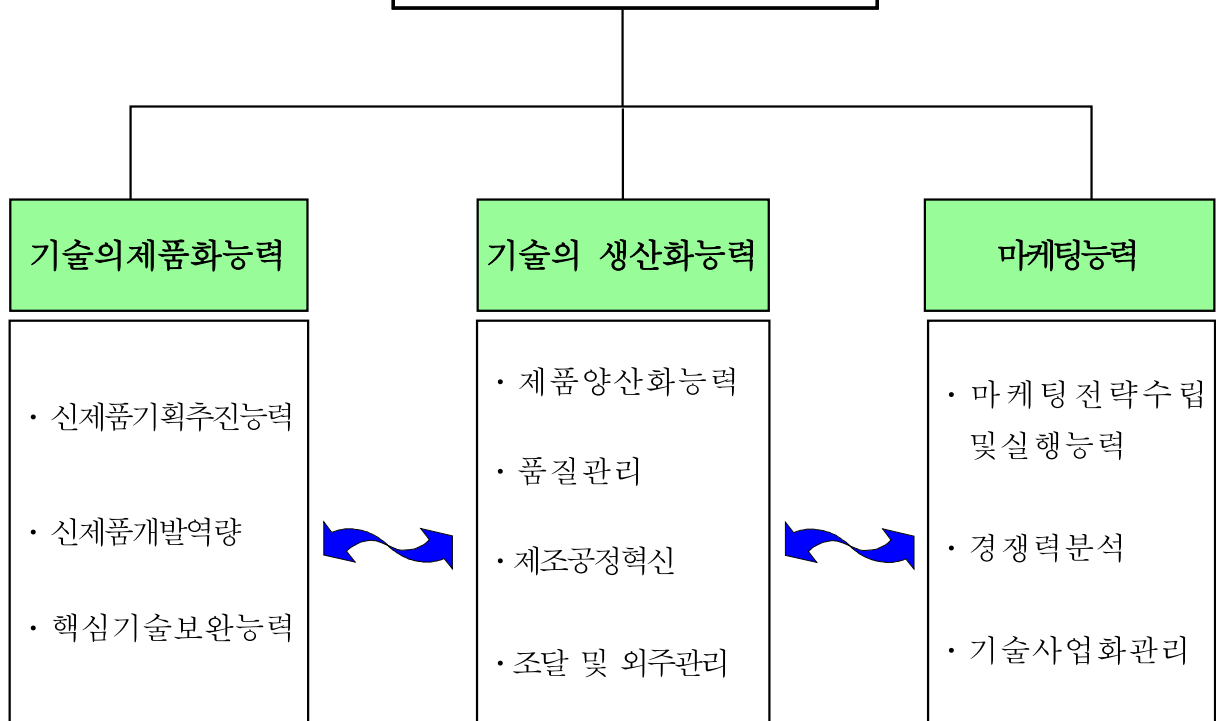 기술의제품화능력
· 신제품기획추진능력
· 신제품개발역량
· 핵심기술보완능력
기술의 생산화능력
· 제품양산화능력
· 품질관리
· 제조공정혁신
· 조달 및 외주관리
마케팅능력
· 마케팅전략수립
및실행능력
· 경쟁력분석
· 기술사업화관리